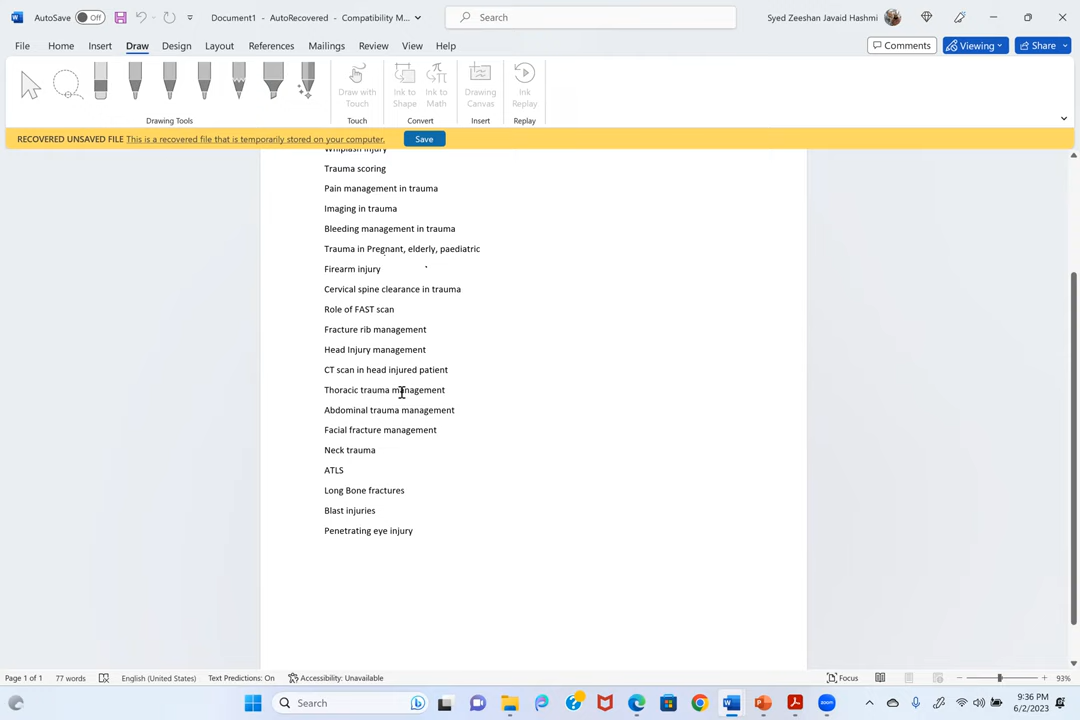 AutoSave Off Document1 - AutoRecovered - Compatibility M... Search Syed Zeeshan Javaid Hashmi
File Home Insert Draw Design Layout References Mailings Review View Help Comments Viewing Share
Draw with Touch
Ink to Shape
Ink to Math
Drawing Canvas
Ink Replay
Drawing Tools Touch Convert Insert Replay
RECOVERED UNSAVED FILE This is a recovered file that is temporarily stored on your computer. Save
Whiplash injury
Trauma scoring
Pain management in trauma
Imaging in trauma
Bleeding management in trauma
Trauma in Pregnant, elderly, paediatric
Firearm injury
Cervical spine clearance in trauma
Role of FAST scan
Fracture rib management
Head Injury management
CT scan in head injured patient
Thoracic trauma management
Abdominal trauma management
Facial fracture management
Neck trauma
ATLS
Long Bone fractures
Blast injuries
Penetrating eye injury
Page 1 of 1 77 words English (United States) Text Predictions: On Accessibility: Unavailable Focus 93%
Search 9:36 PM
6/2/2023